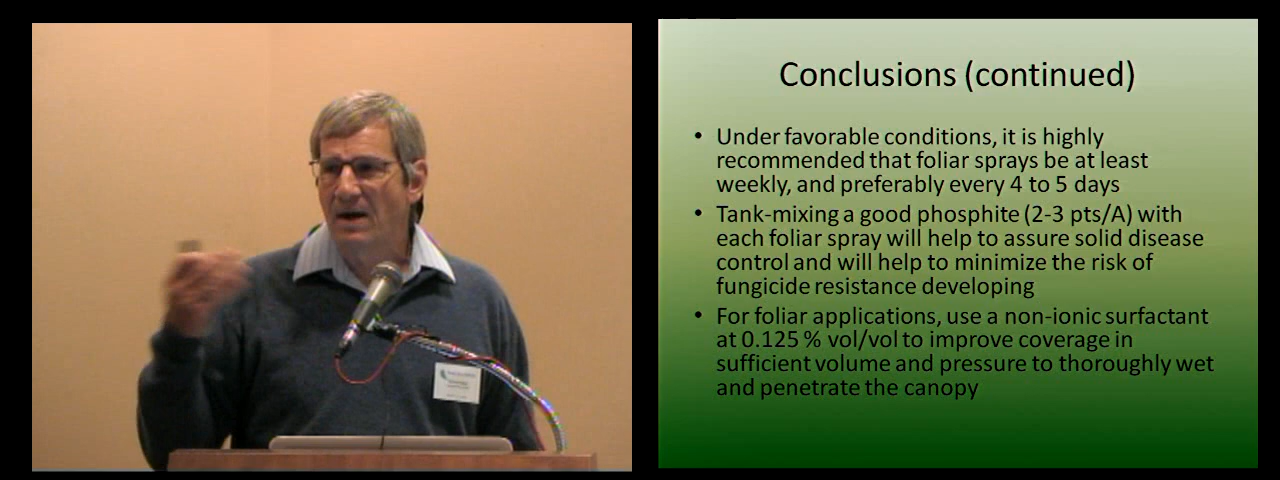 Conclusions (continued)
• Under favorable conditions, it is highly
recommended that foliar sprays be at least
weekly, and preferably every 4 to 5 days
• Tank-mixing a good phosphite (2-3 pts/A) with
each foliar spray will help to assure solid disease
control and will help to minimize the risk of
fungicide resistance developing
• For foliar applications, use a non-ionic surfactant
at 0.125 % vol/vol to improve coverage in
sufficient volume and pressure to thoroughly wet
and penetrate the canopy